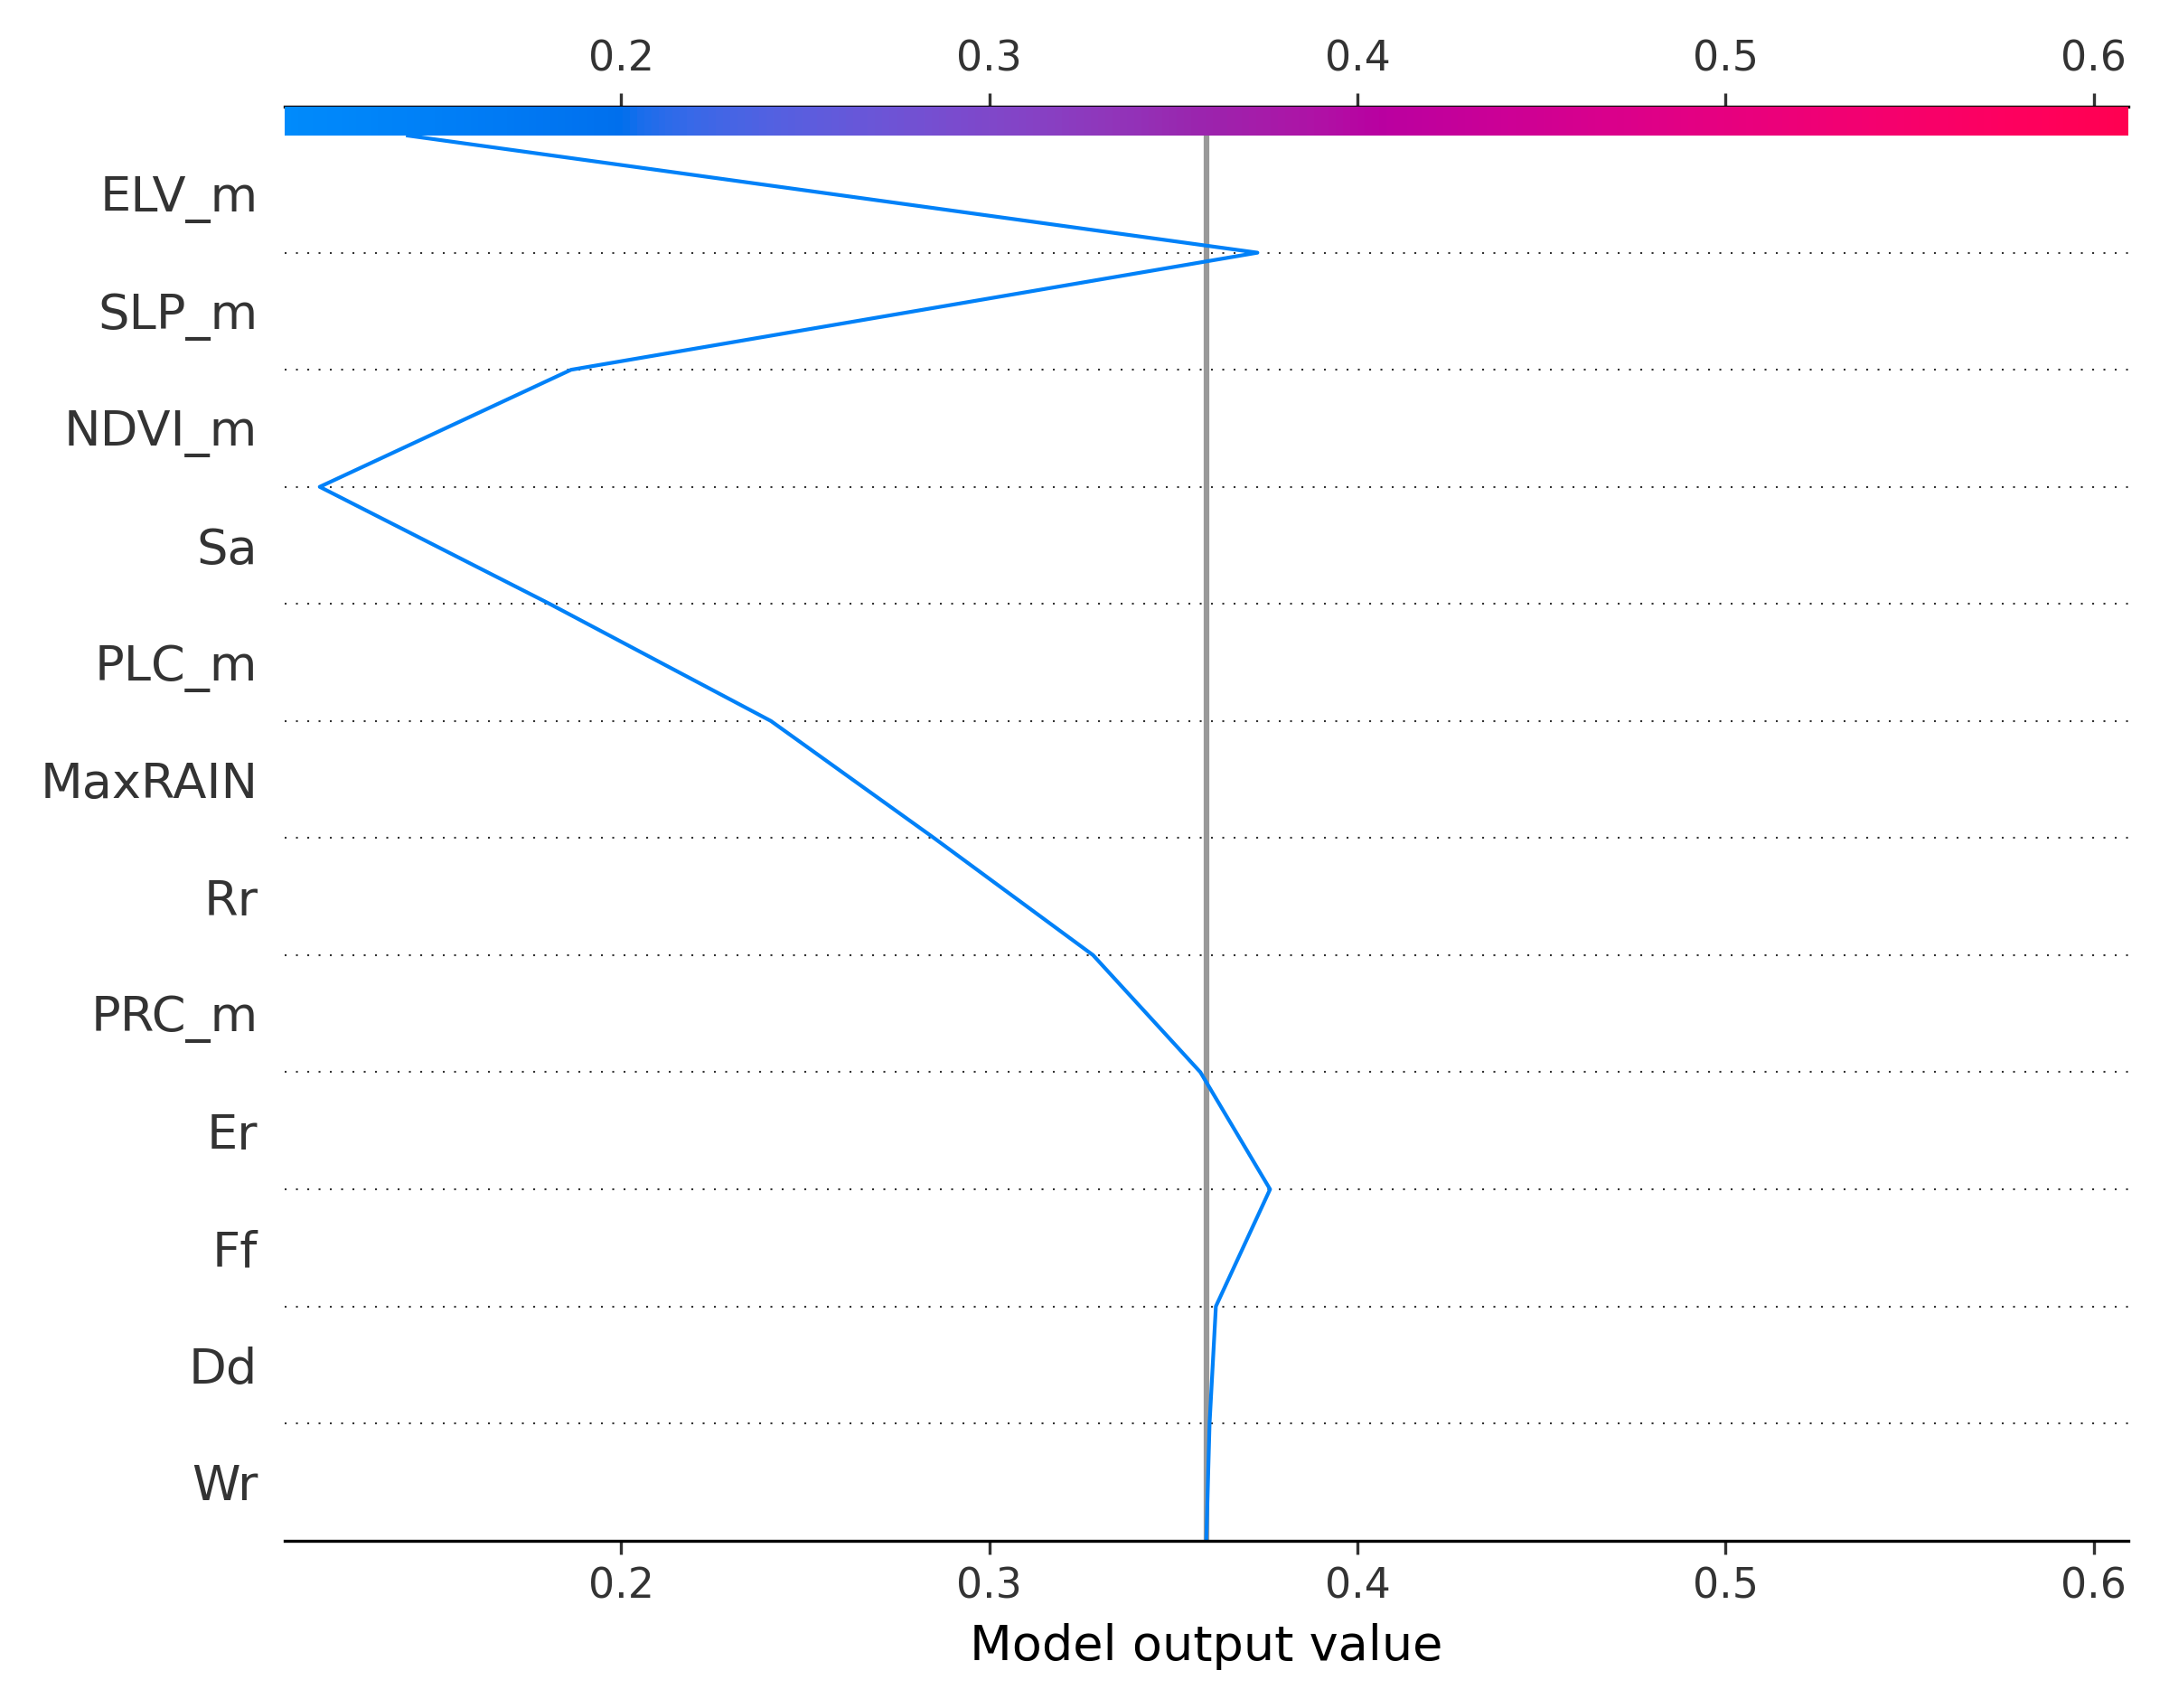 0.2 0.3 0.4 0.5 0.6
ELV_m
SLP_m
NDVI_m
Sa
PLC_m
MaxRAIN
Rr
PRC_m
Er
Ff
Dd
Wr
0.2 0.3 0.4 0.5 0.6
Model output value